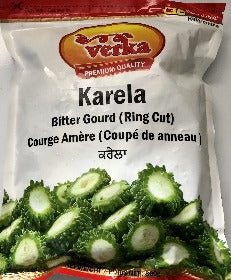 verka
PREMIUM QUALITY
Karela
Bitter Gourd (Ring Cut)
Courge Amère (Coupé de anneau)
ਕਰੇਲਾ